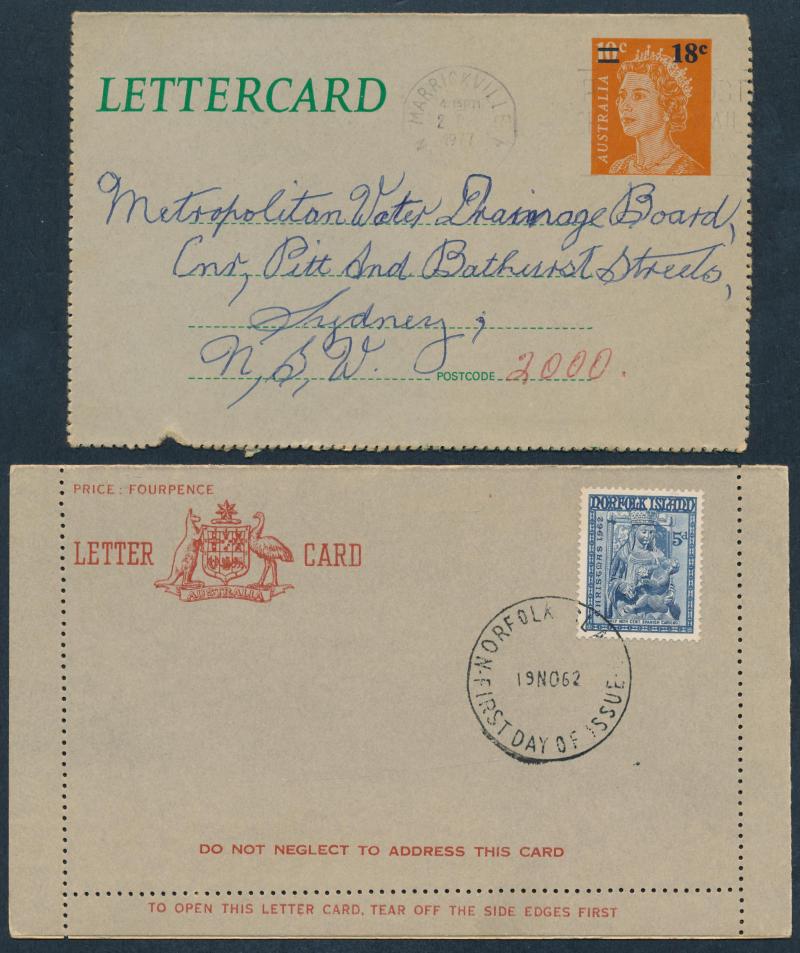 LETTERCARD
MARRICKVILLE
1977
10c 18c
AUSTRALIA
Metropolitan Water Drainage Board,
Cnr, Pitt And Bathurst Streets,
Sydney,
N,S,W.
POSTCODE 2000.
PRICE : FOURPENCE
LETTER CARD
AUSTRALIA
NORFOLK ISLAND
5d
CHRISTMAS 1962
NORFOLK
19NO62
FIRST DAY OF ISSUE
DO NOT NEGLECT TO ADDRESS THIS CARD
TO OPEN THIS LETTER CARD, TEAR OFF THE SIDE EDGES FIRST